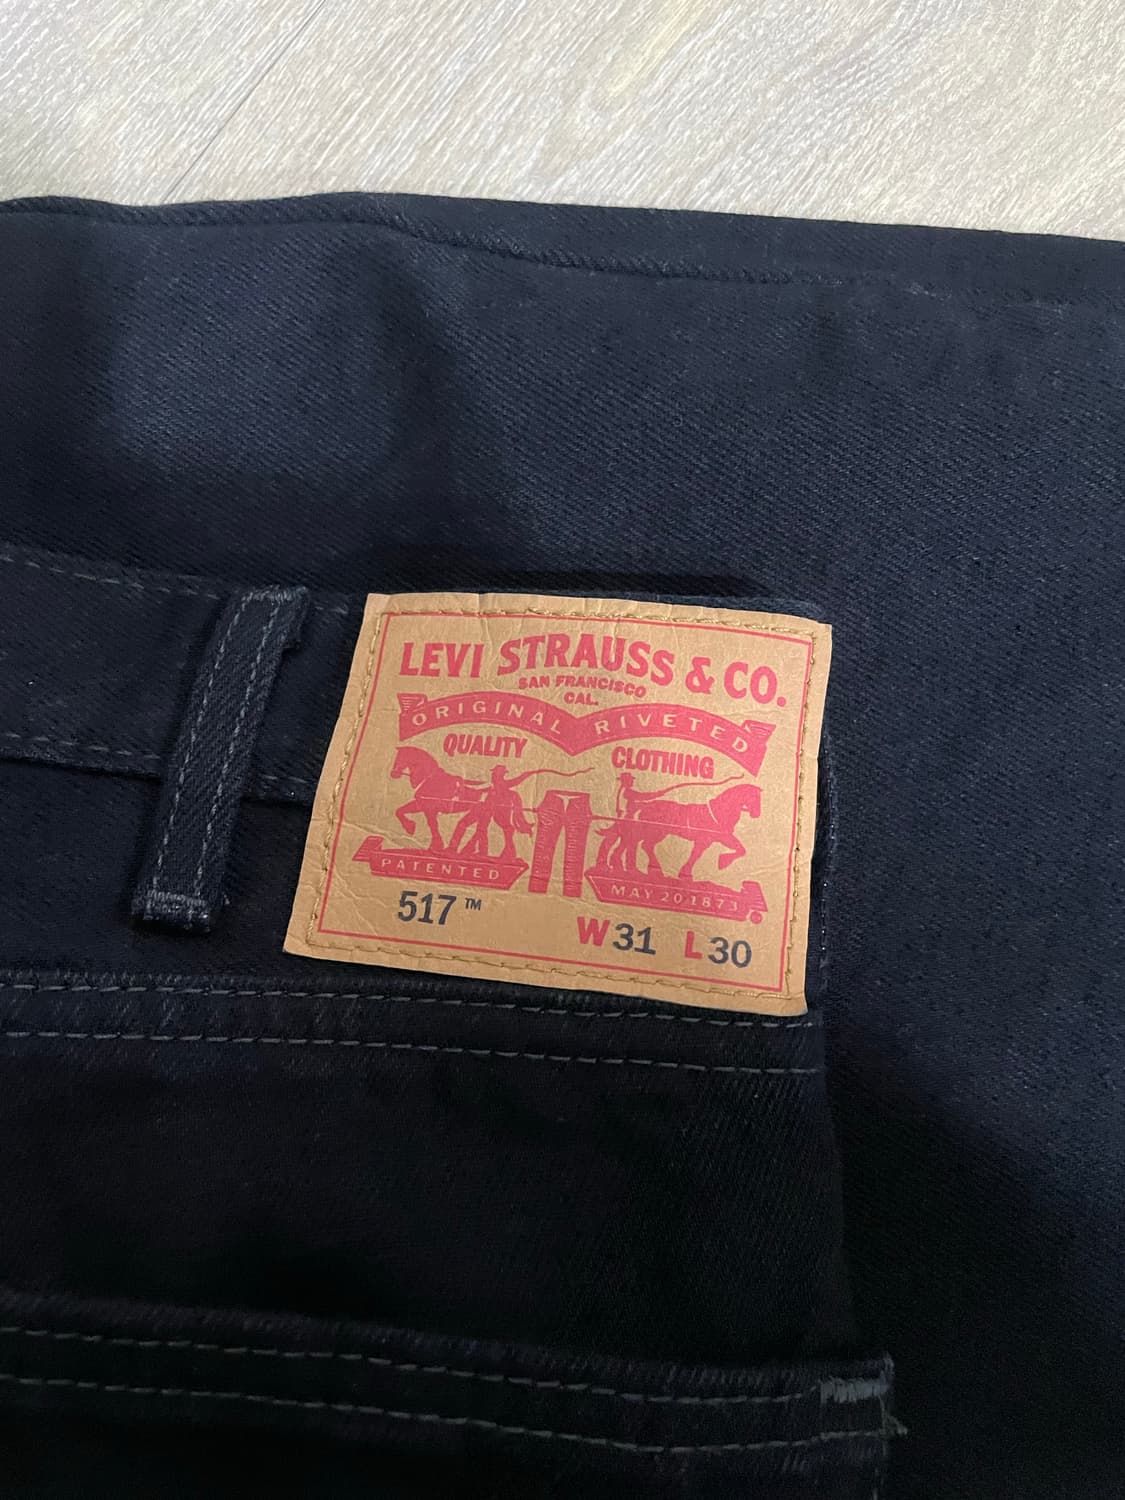 LEVI STRAUSS & CO.
SAN FRANCISCO
CAL.
ORIGINAL RIVETED
QUALITY CLOTHING
PATENTED MAY 20 1873
517™ W31 L30